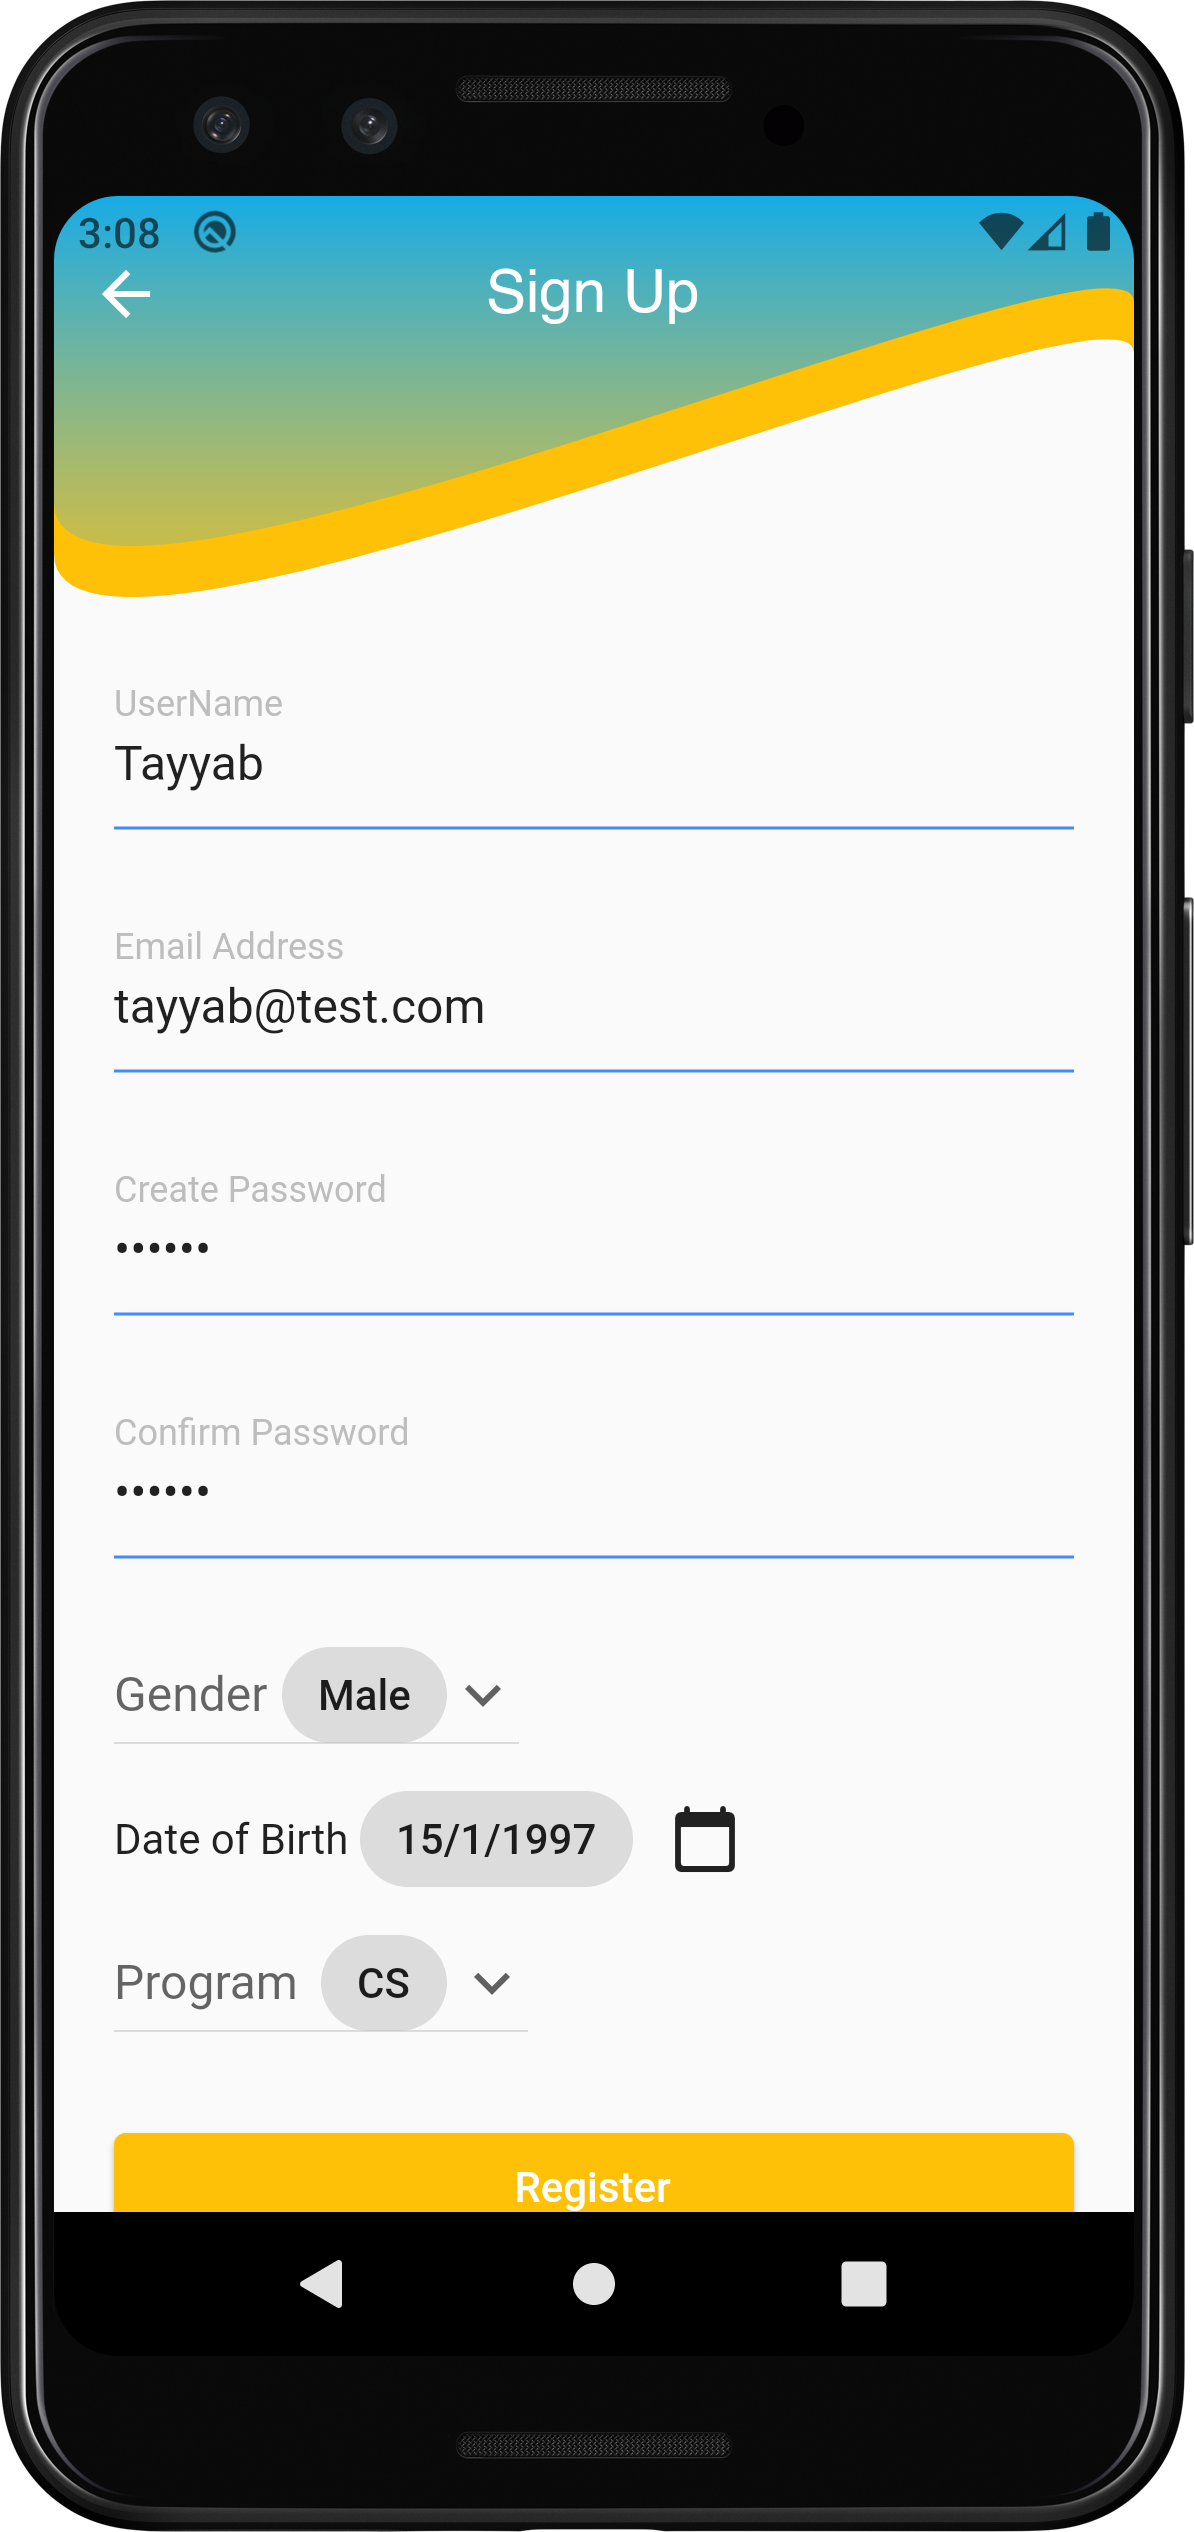 3:08
Sign Up
UserName
Tayyab
Email Address
tayyab@test.com
Create Password
••••••
Confirm Password
••••••
Gender Male
Date of Birth 15/1/1997
Program CS
Register